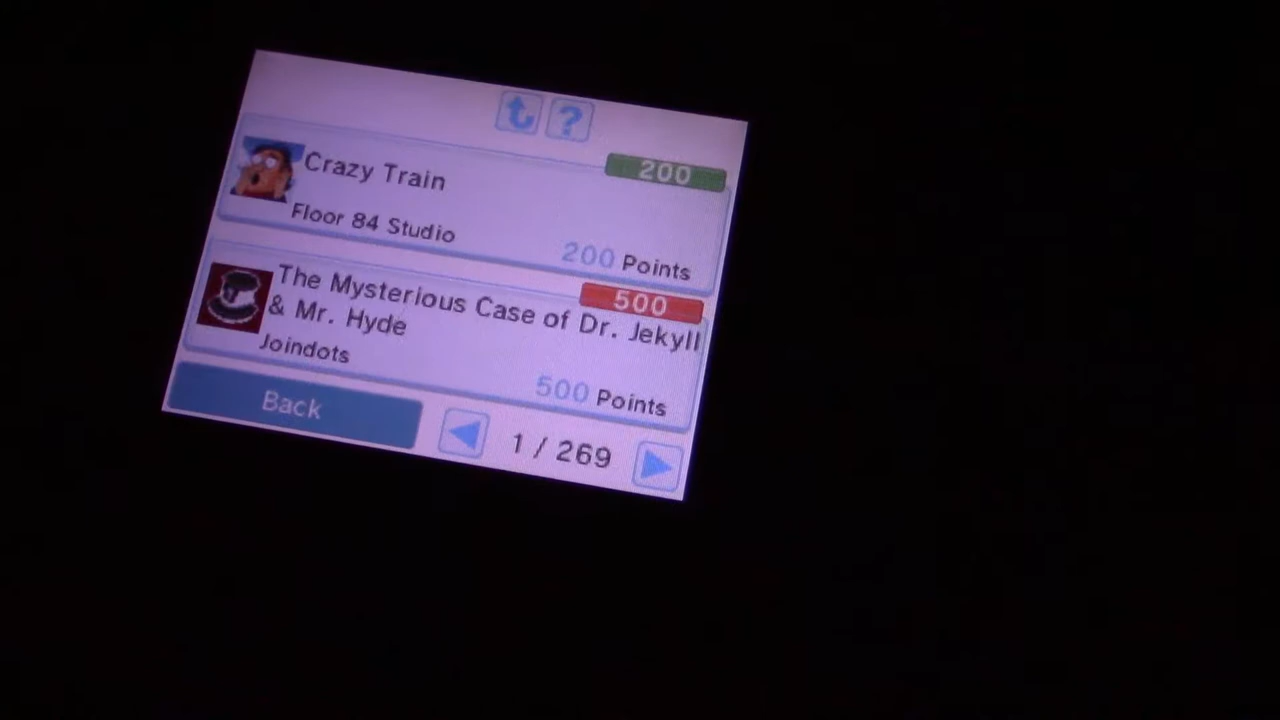 ?
Crazy Train
200
Floor 84 Studio
200 Points
The Mysterious Case of Dr. Jekyll
& Mr. Hyde
500
Joindots
500 Points
Back
1 / 269